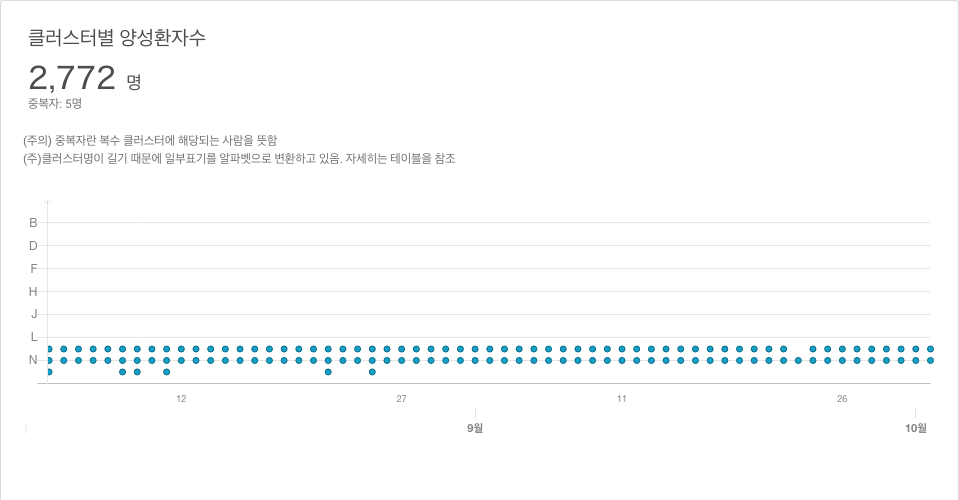 클러스터별 양성환자수
2,772 명
중복자: 5명
(주의) 중복자란 복수 클러스터에 해당되는 사람을 뜻함
(주)클러스터명이 길기 때문에 일부표기를 알파벳으로 변환하고 있음. 자세히는 테이블을 참조
B
D
F
H
J
L
N
12 27 11 26
9월 10월